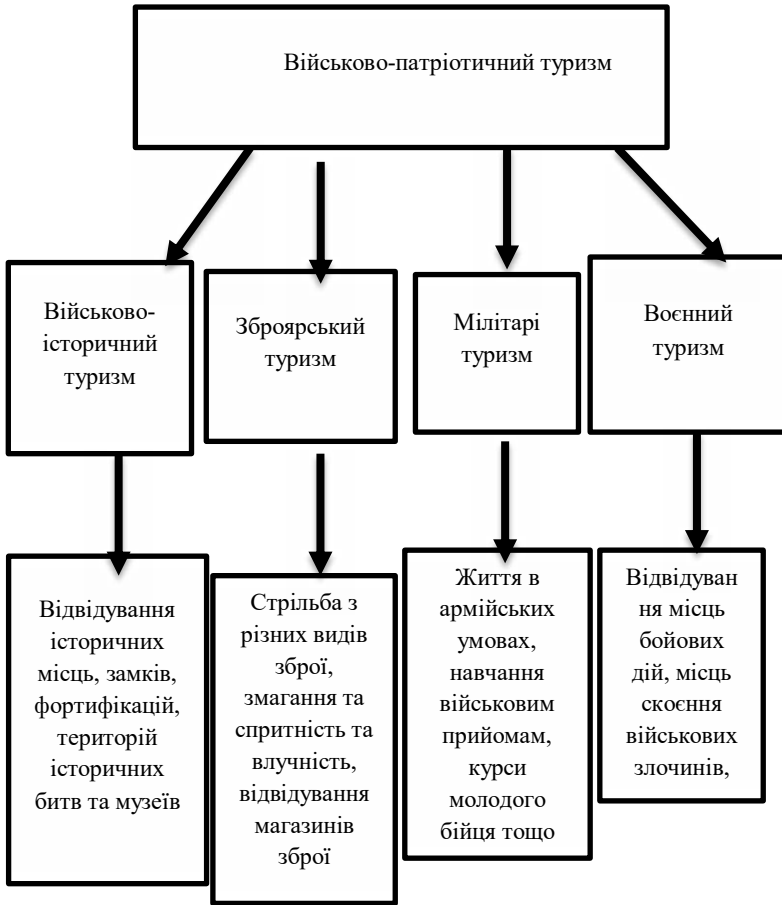 Військово-патріотичний туризм
Військово-
історичний
туризм
Зброярський
туризм
Мілітарі
туризм
Воєнний
туризм
Відвідування
історичних
місць, замків,
фортифікацій,
територій
історичних
битв та музеїв
Стрільба з
різних видів
зброї,
змагання та
спритність та
влучність,
відвідування
магазинів
зброї
Життя в
армійських
умовах,
навчання
військовим
прийомам,
курси
молодого
бійця тощо
Відвідуван
ня місць
бойових
дій, місць
скоєння
військових
злочинів,